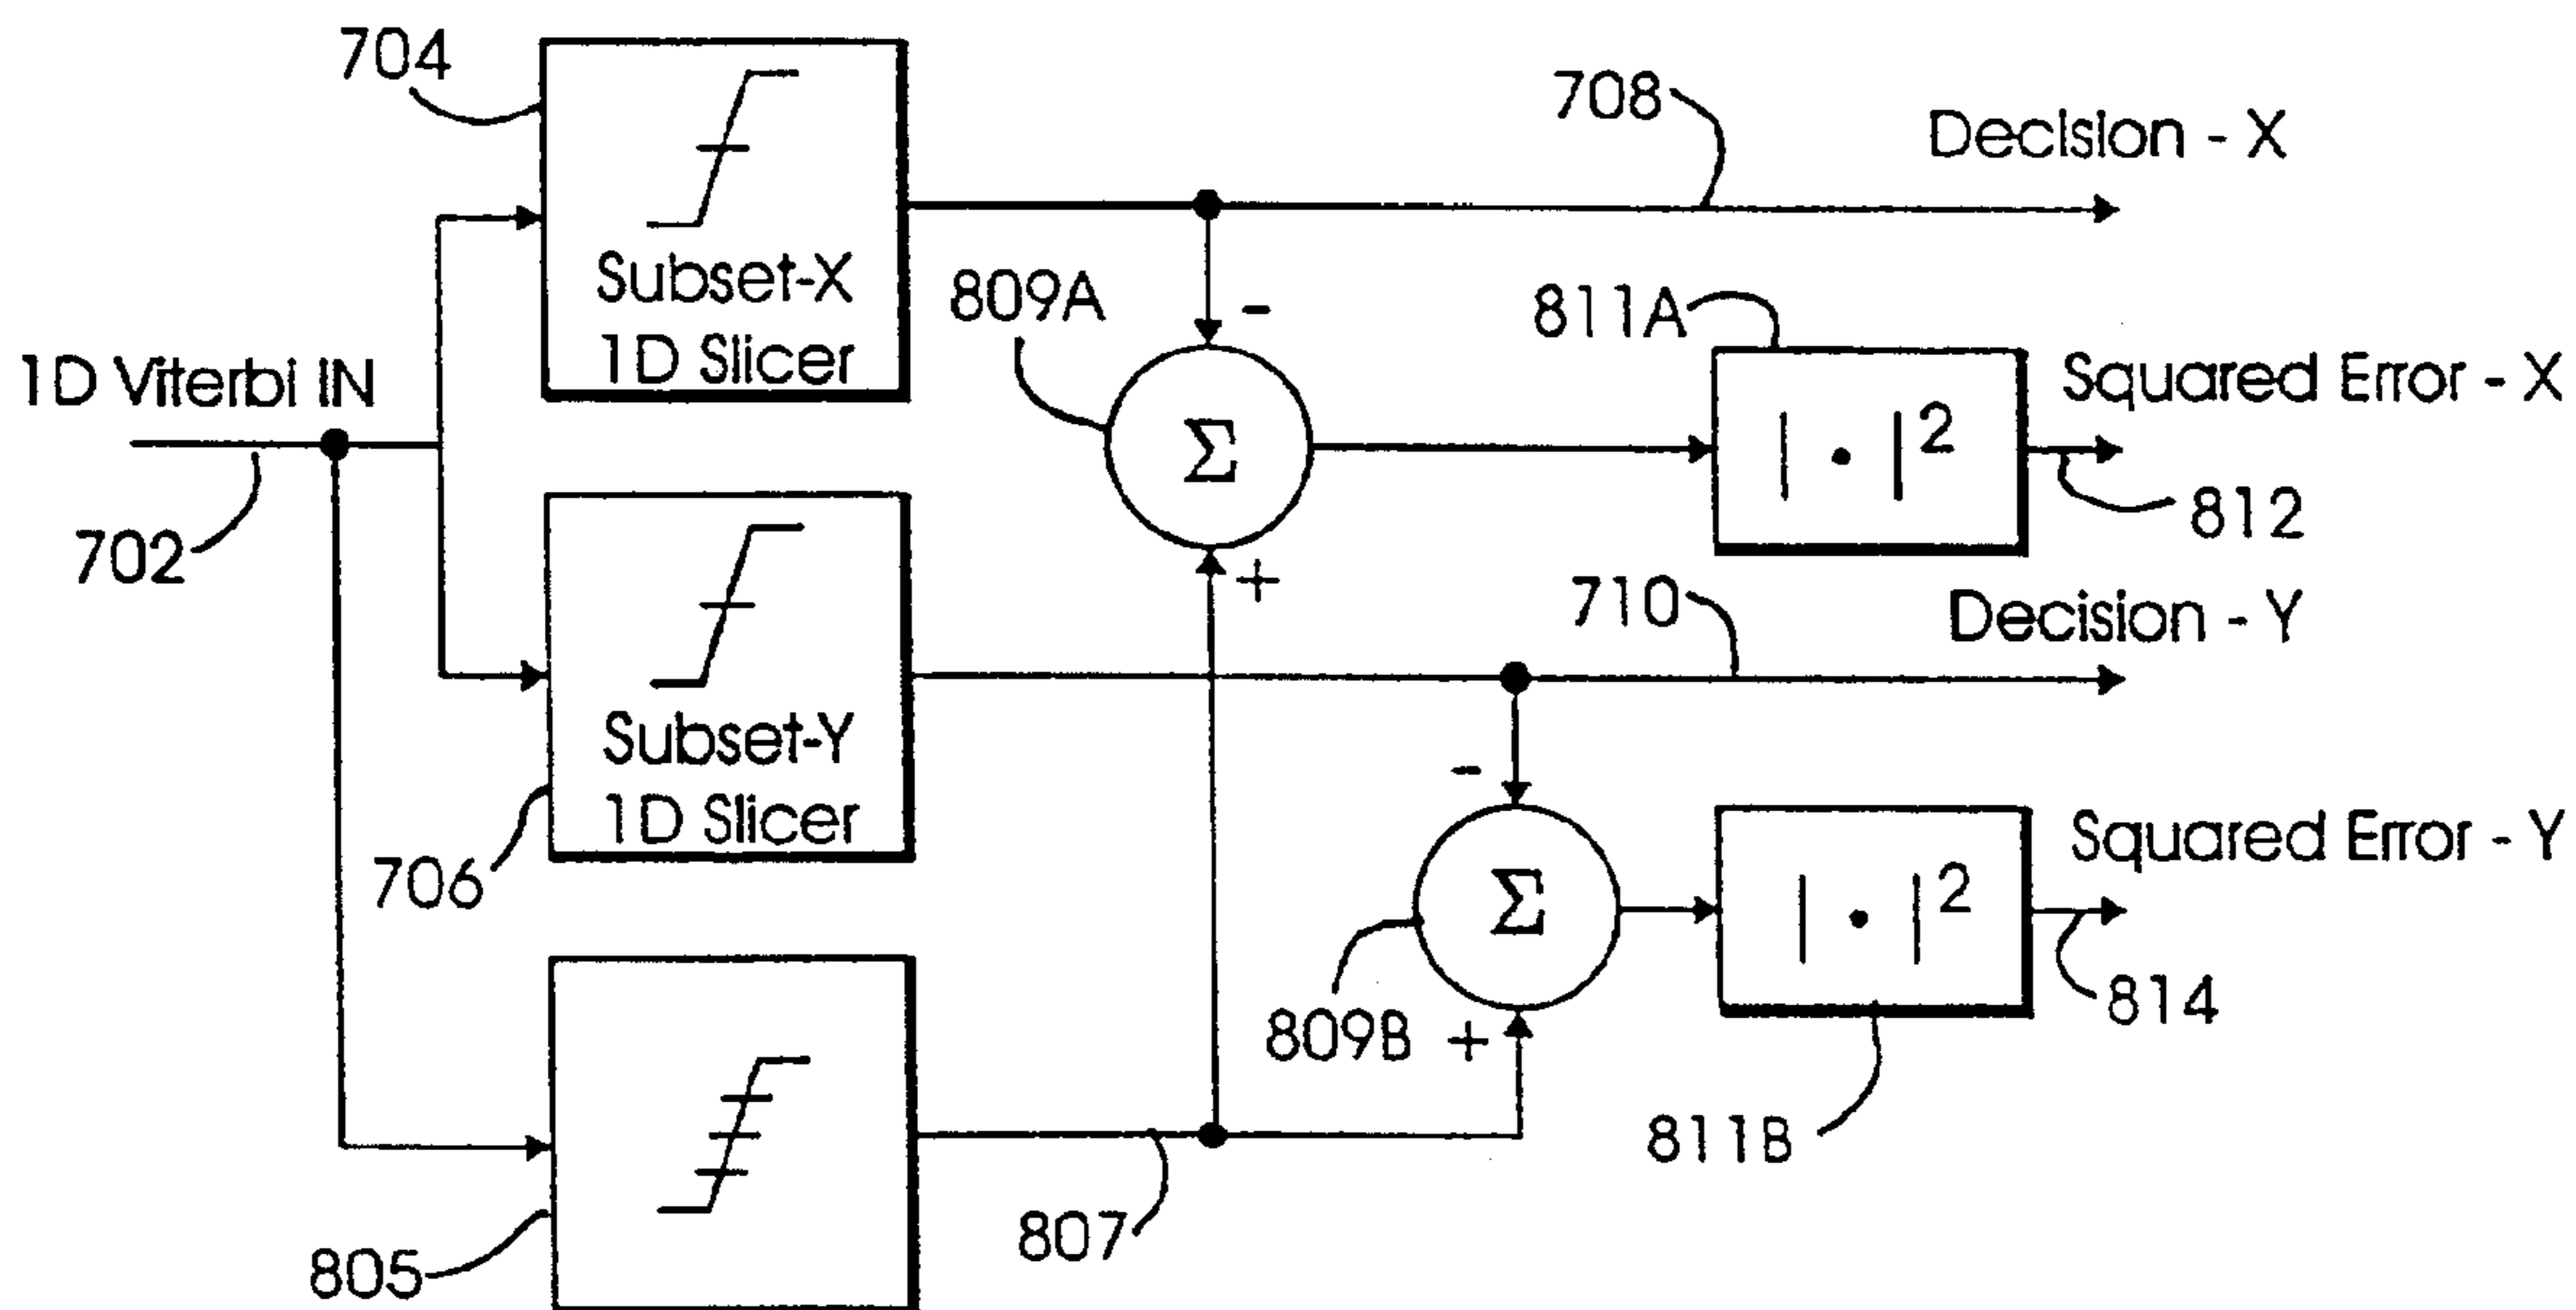 704
708
Decision - X
Subset-X
1D Slicer
809A
-
811A
1D Viterbi IN
Squared Error - X
Σ
| • |2
702
812
+
710
Decision - Y
Subset-Y
1D Slicer
706
-
Squared Error - Y
Σ
| • |2
809B
+
814
811B
807
805